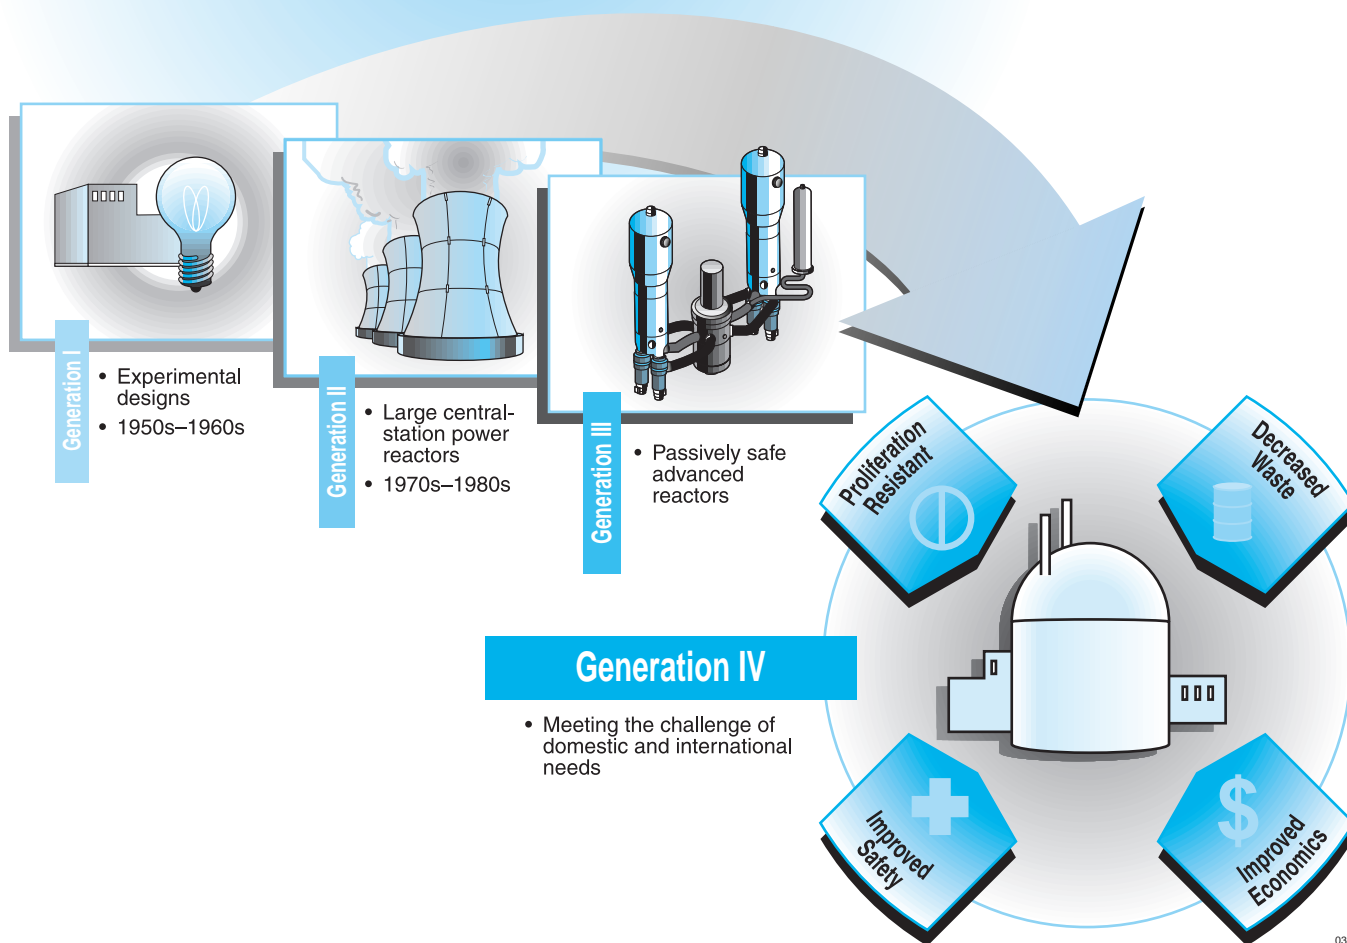 Generation I
• Experimental
designs
• 1950s–1960s
Generation II
• Large central-
station power
reactors
• 1970s–1980s
Generation III
• Passively safe
advanced
reactors
Generation IV
• Meeting the challenge of
domestic and international
needs
Proliferation
Resistant
Decreased
Waste
Improved
Safety
$
Improved
Economics
03